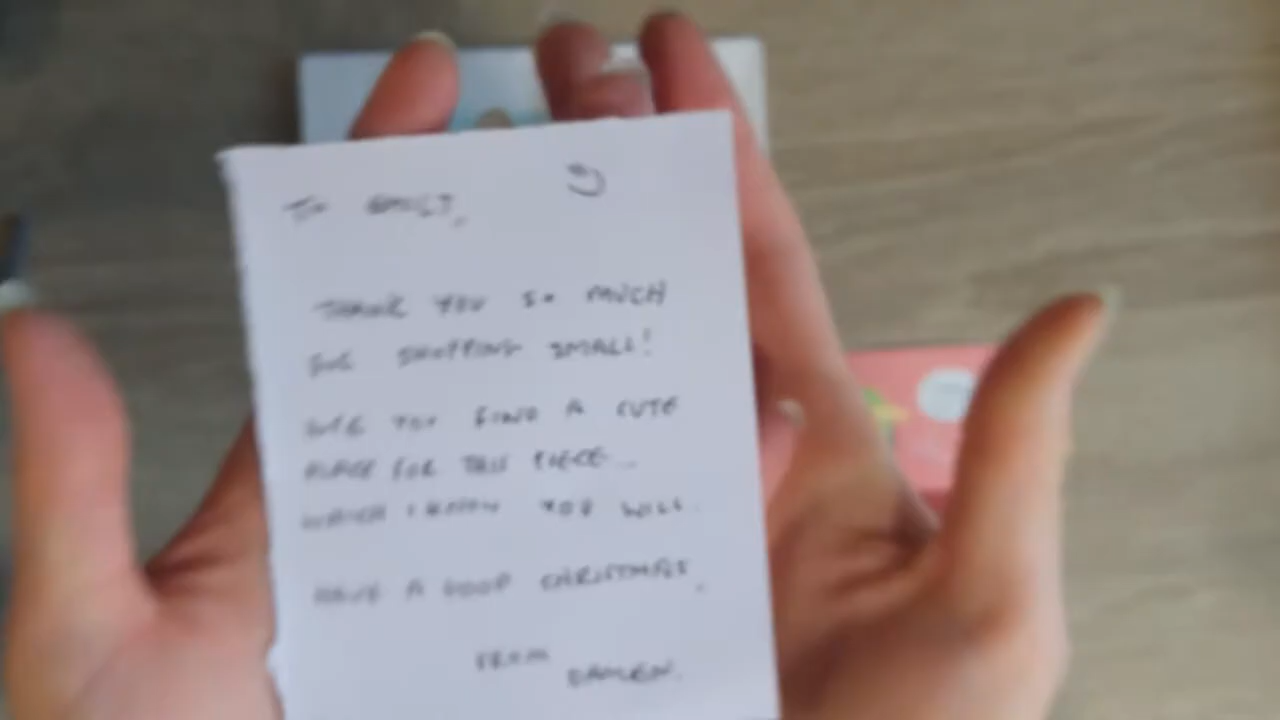 To
THANK YOU SO MUCH
FOR SHOPPING SMALL!
YOU FIND A CUTE
PLACE FOR THIS PIECE...
WHICH I KNOW YOU WILL.
HAVE A GOOD CHRISTMAS.
FROM